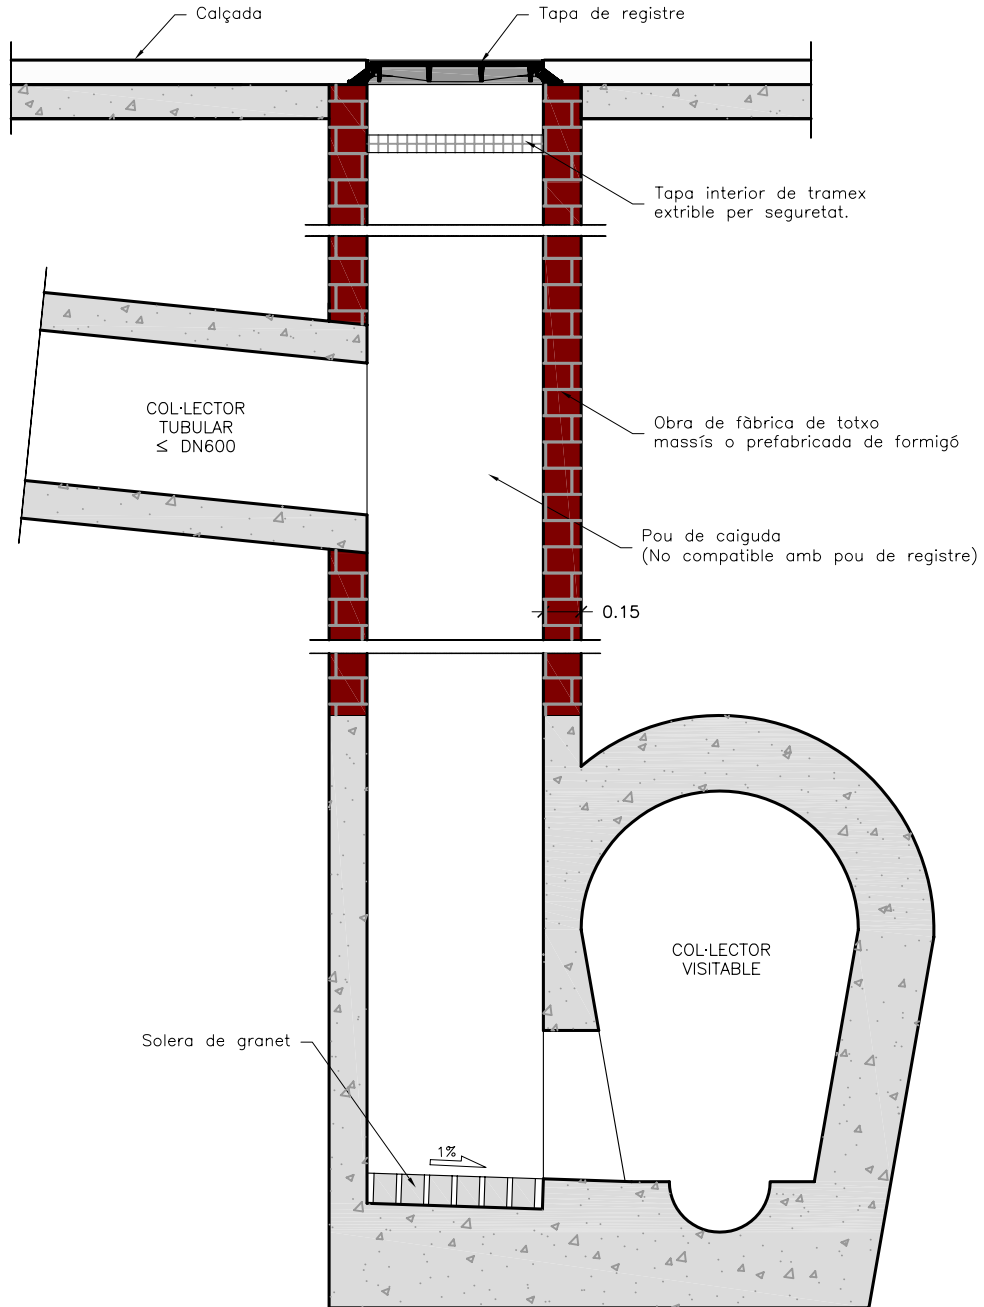 Calçada
Tapa de registre
Tapa interior de tramex
extrible per seguretat.
COL·LECTOR
TUBULAR
≤ DN600
Obra de fàbrica de totxo
massís o prefabricada de formigó
Pou de caiguda
(No compatible amb pou de registre)
0.15
COL·LECTOR
VISITABLE
Solera de granet
1%